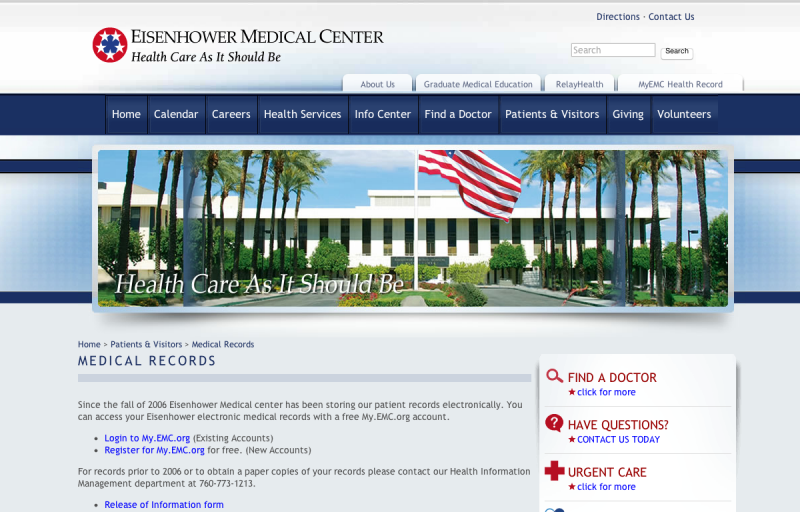 Directions · Contact Us
EISENHOWER MEDICAL CENTER
Health Care As It Should Be
Search
Search
About Us
Graduate Medical Education
RelayHealth
MyEMC Health Record
Home
Calendar
Careers
Health Services
Info Center
Find a Doctor
Patients & Visitors
Giving
Volunteers
Health Care As It Should Be
Home > Patients & Visitors > Medical Records
MEDICAL RECORDS
Since the fall of 2006 Eisenhower Medical center has been storing our patient records electronically. You
can access your Eisenhower electronic medical records with a free My.EMC.org account.
Login to My.EMC.org (Existing Accounts)
Register for My.EMC.org for free. (New Accounts)
For records prior to 2006 or to obtain a paper copies of your records please contact our Health Information
Management department at 760-773-1213.
Release of Information form
FIND A DOCTOR
click for more
HAVE QUESTIONS?
CONTACT US TODAY
URGENT CARE
click for more